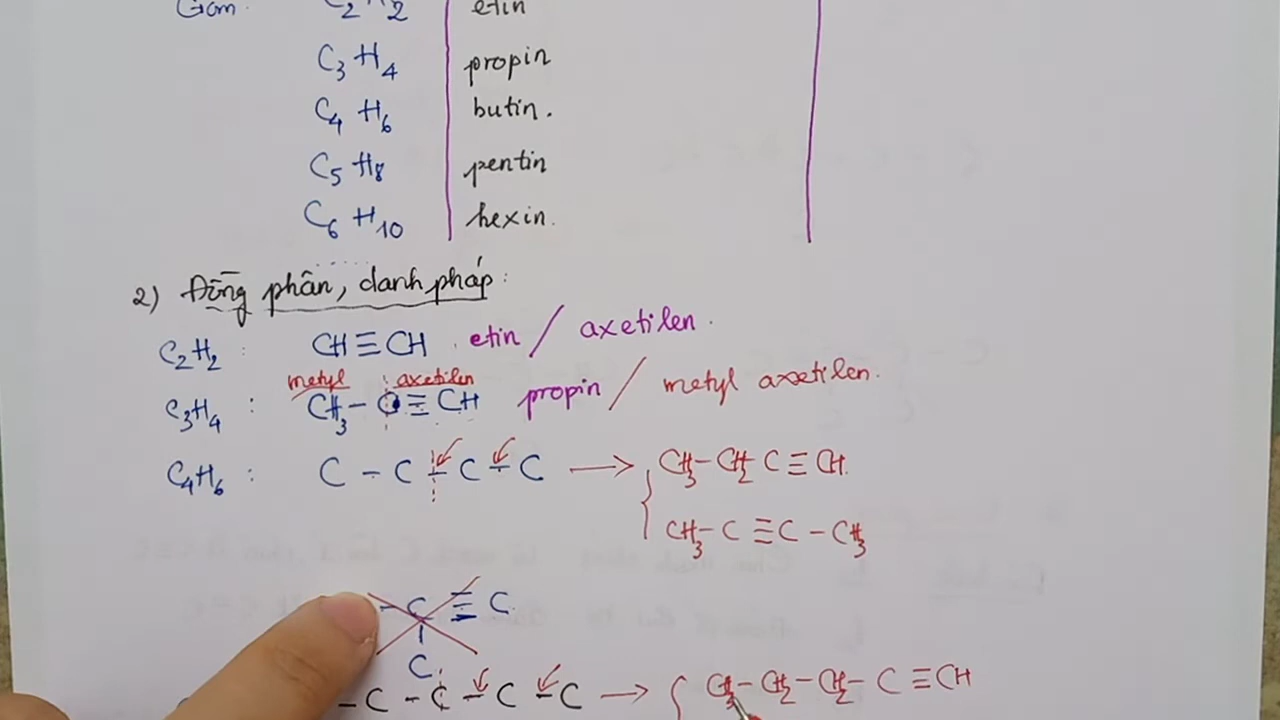 Gồm: C₂H₂ etin
C₃H₄ propin
C₄H₆ butin.
C₅H₈ pentin
C₆H₁₀ hexin.
.....
2) Đồng phân, danh pháp:
C₂H₂ : CH≡CH . etin / axetilen.
metyl axetilen
C₃H₄ : CH₃-C≡CH propin / metyl axetilen.
C₄H₆ : C-C-C-C → CH₃-CH₂ C≡CH.
CH₃-C≡C-CH₃
-C≡C
C
-C-C-C-C → CH₃-CH₂-CH₂-C≡CH